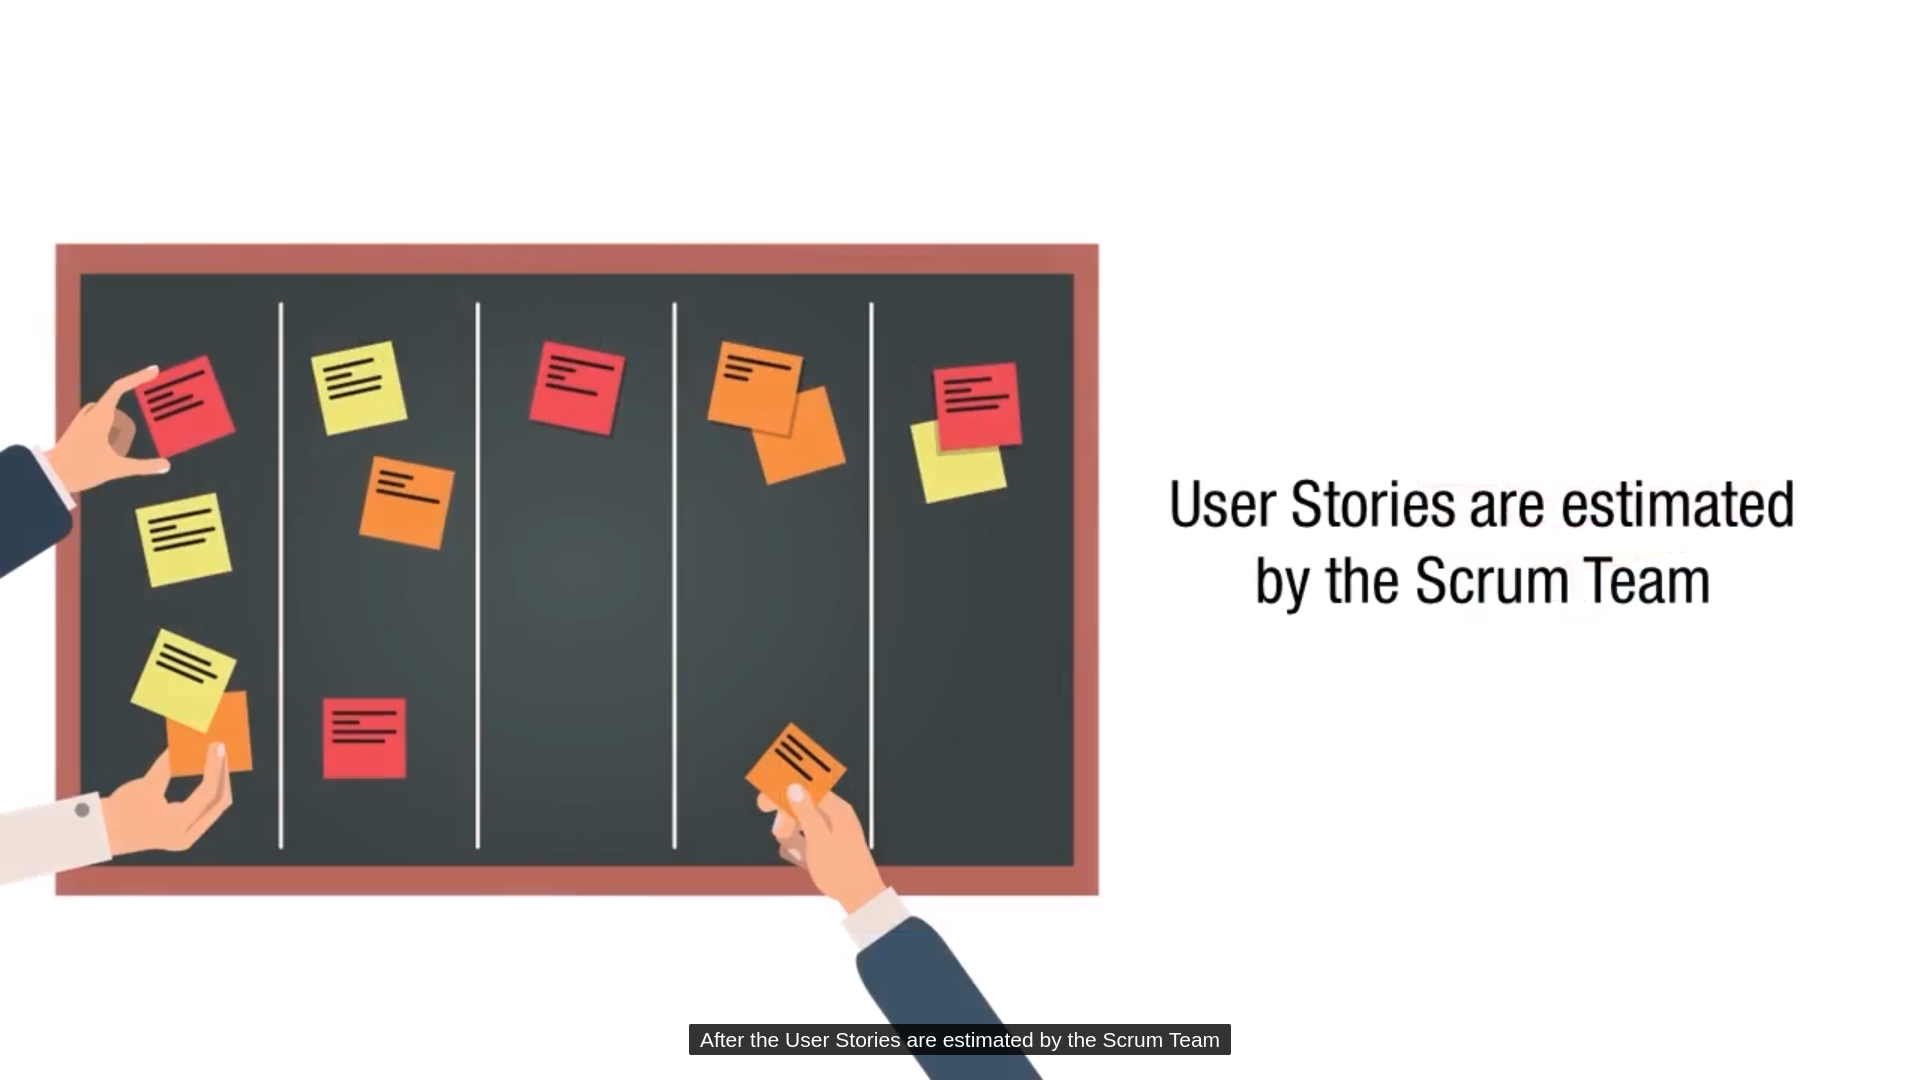 User Stories are estimated
by the Scrum Team
After the User Stories are estimated by the Scrum Team